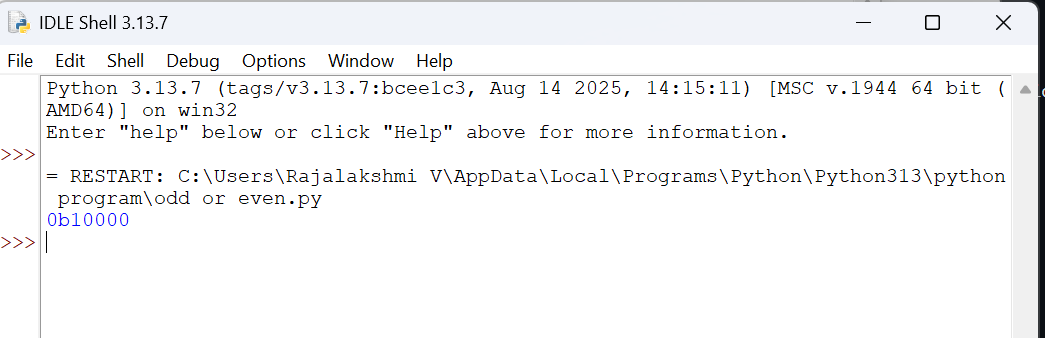 IDLE Shell 3.13.7
File Edit Shell Debug Options Window Help
Python 3.13.7 (tags/v3.13.7:bcee1c3, Aug 14 2025, 14:15:11) [MSC v.1944 64 bit (
AMD64)] on win32
Enter "help" below or click "Help" above for more information.
>>>
= RESTART: C:\Users\Rajalakshmi V\AppData\Local\Programs\Python\Python313\python
program\odd or even.py
0b10000
>>>